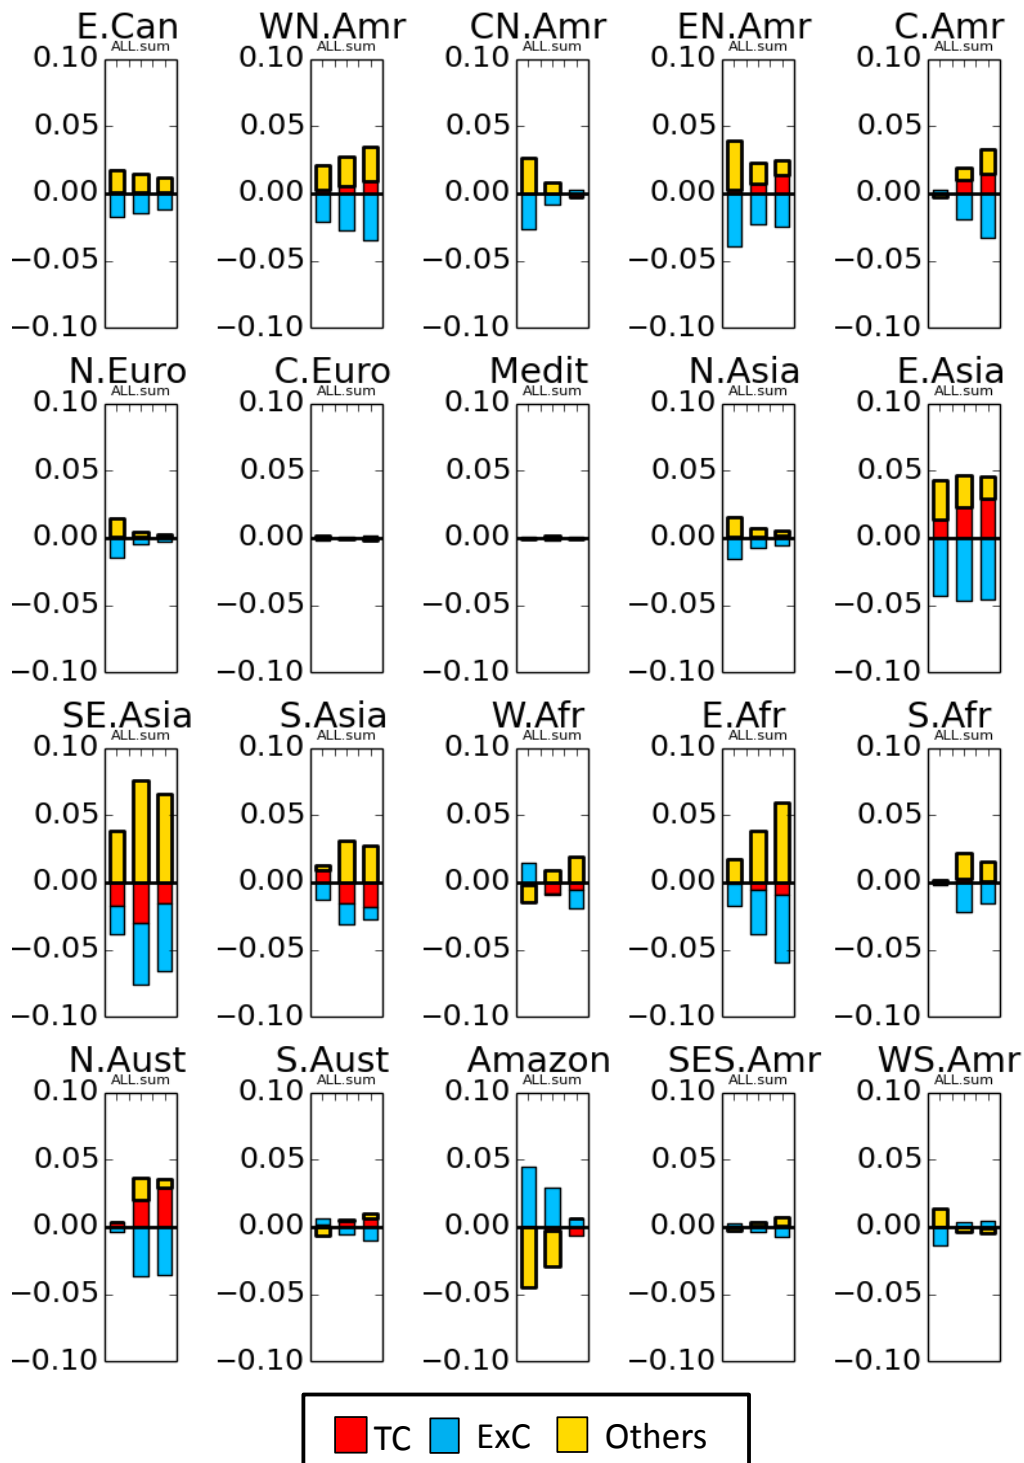 E.Can WN.Amr CN.Amr EN.Amr C.Amr
ALL.sum ALL.sum ALL.sum ALL.sum ALL.sum
0.10 0.10 0.10 0.10 0.10
0.05 0.05 0.05 0.05 0.05
0.00 0.00 0.00 0.00 0.00
−0.05 −0.05 −0.05 −0.05 −0.05
−0.10 −0.10 −0.10 −0.10 −0.10
N.Euro C.Euro Medit N.Asia E.Asia
ALL.sum ALL.sum ALL.sum ALL.sum ALL.sum
0.10 0.10 0.10 0.10 0.10
0.05 0.05 0.05 0.05 0.05
0.00 0.00 0.00 0.00 0.00
−0.05 −0.05 −0.05 −0.05 −0.05
−0.10 −0.10 −0.10 −0.10 −0.10
SE.Asia S.Asia W.Afr E.Afr S.Afr
ALL.sum ALL.sum ALL.sum ALL.sum ALL.sum
0.10 0.10 0.10 0.10 0.10
0.05 0.05 0.05 0.05 0.05
0.00 0.00 0.00 0.00 0.00
−0.05 −0.05 −0.05 −0.05 −0.05
−0.10 −0.10 −0.10 −0.10 −0.10
N.Aust S.Aust Amazon SES.Amr WS.Amr
ALL.sum ALL.sum ALL.sum ALL.sum ALL.sum
0.10 0.10 0.10 0.10 0.10
0.05 0.05 0.05 0.05 0.05
0.00 0.00 0.00 0.00 0.00
−0.05 −0.05 −0.05 −0.05 −0.05
−0.10 −0.10 −0.10 −0.10 −0.10
TC ExC Others